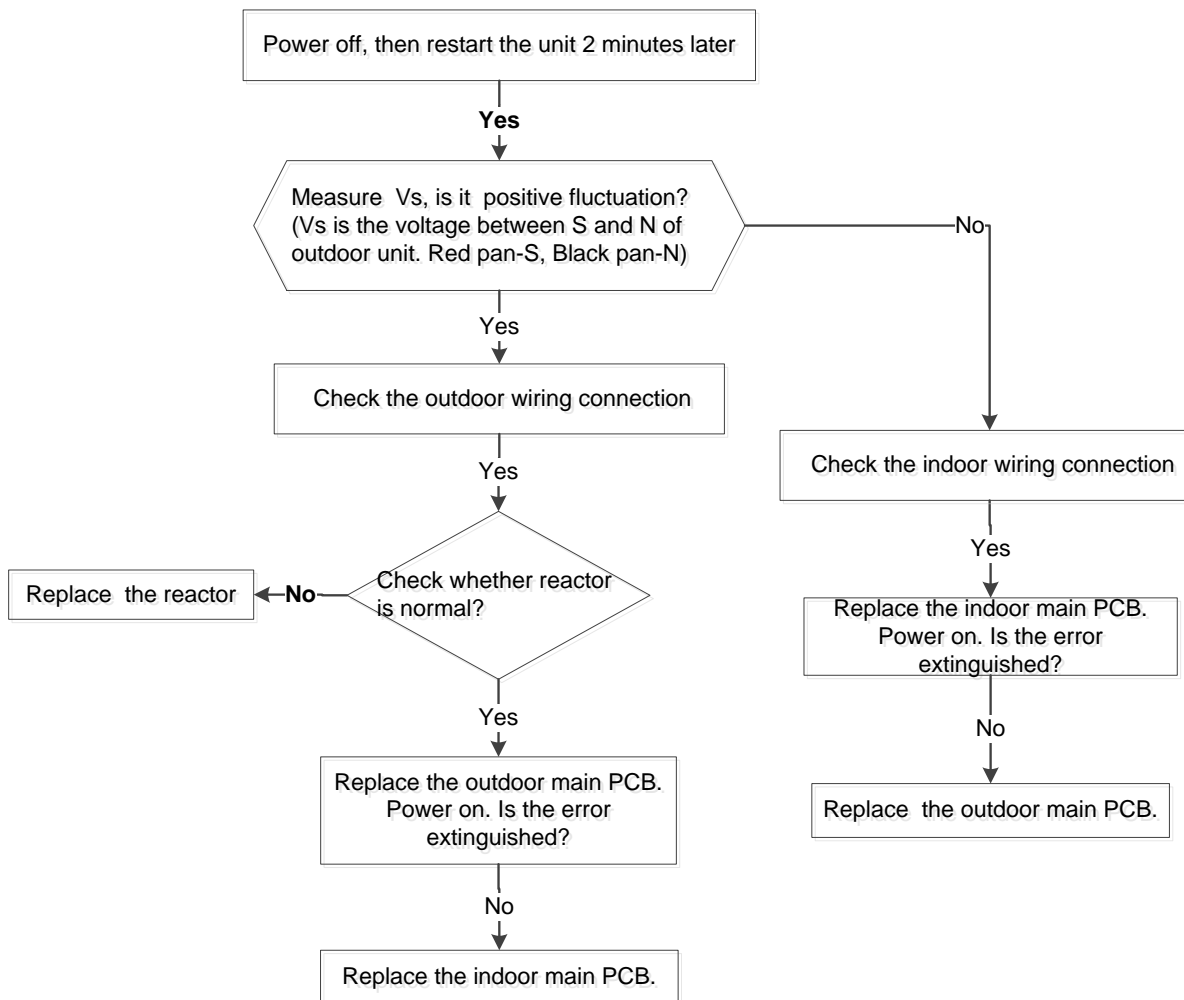 Power off, then restart the unit 2 minutes later
Yes
Measure Vs, is it positive fluctuation?
(Vs is the voltage between S and N of
outdoor unit. Red pan-S, Black pan-N)
No
Yes
Check the outdoor wiring connection
Check the indoor wiring connection
Yes
Yes
Check whether reactor
is normal?
No
Replace the reactor
Replace the indoor main PCB.
Power on. Is the error
extinguished?
Yes
No
Replace the outdoor main PCB.
Power on. Is the error
extinguished?
Replace the outdoor main PCB.
No
Replace the indoor main PCB.